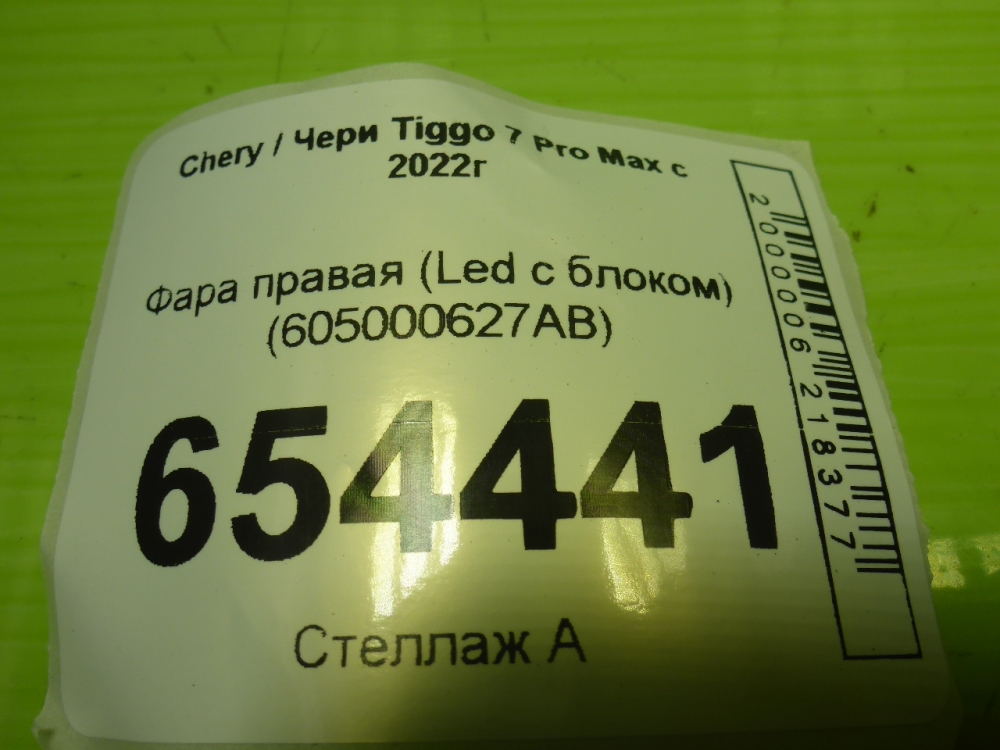 Chery / Чери Tiggo 7 Pro Max с
2022г
Фара правая (Led с блоком)
(605000627AB)
654441
Стеллаж А
2000006218377